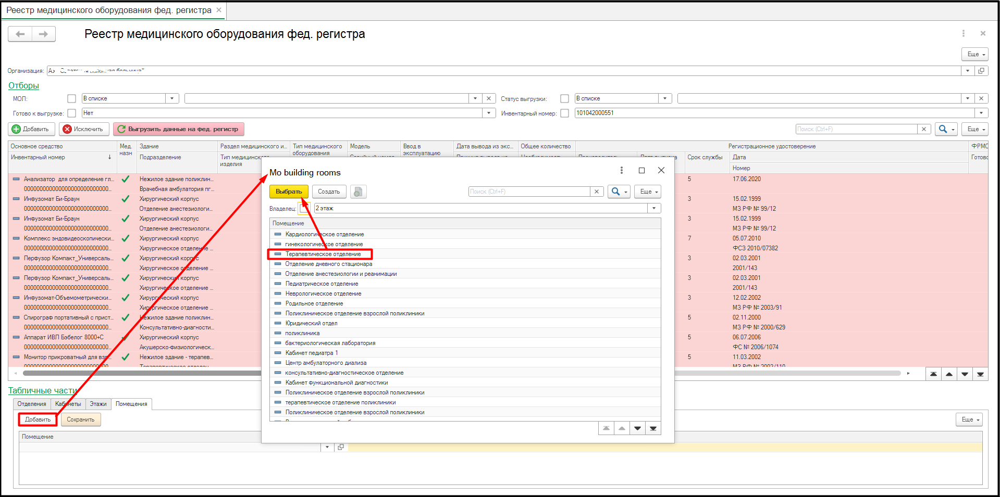 Реестр медицинского оборудования фед. регистра ×
Реестр медицинского оборудования фед. регистра
Еще
Организация: районная больница"
Отборы
МОЛ: В списке Статус выгрузки: В списке
Готово к выгрузке: Нет Инвентарный номер: 101042000551
Добавить Исключить Выгрузить данные на фед. регистр Поиск (Ctrl+F) Еще
Основное средство Мед. назн Здание Раздел медицинского и... Тип медицинского оборудования Модель Ввод в эксплуатацию Дата вывода из экс... Общее количество Регистрационное удостоверение ФРМС
Инвентарный номер ↓ Подразделение Тип медицинского изделия Срок службы Дата Готово
Номер
Анализатор для определение гл... Нежилое здание поликлин... 5 17.06.2020
000000000000000000000000000... Врачебная амбулатория пг...
Инфузомат Би-Браун Хирургический корпус 3 15.02.1999
000000000000000000000000000... Отделение анестезиологи... МЗ РФ № 99/12
Инфузомат Би-Браун Хирургический корпус 3 15.02.1999
000000000000000000000000000... Отделение анестезиологи... МЗ РФ № 99/12
Комплекс эндовидеоскопически... Хирургический корпус 7 05.07.2010
000000000000000000000000000... Хирургическое отделение ... ФСЗ 2010/07382
Перфузор Компакт_Универсаль... Хирургический корпус 3 02.03.2001
000000000000000000000000000... Хирургическое отделение ... 2001/143
Перфузор Компакт_Универсаль... Хирургический корпус 3 02.03.2001
000000000000000000000000000... Хирургическое отделение ... 2001/143
Инфузомат-Объемометрически... Хирургический корпус 3 12.02.2002
000000000000000000000000000... Хирургическое отделение ... МЗ РФ № 2003/91
Спирограф портативный с прист... Нежилое здание поликлин... 5 02.11.2000
000000000000000000000000000... Консультативно-диагности... МЗ РФ № 2000/629
Аппарат ИВЛ Бэбелог 8000+С Хирургический корпус 5 06.07.2006
000000000000000000000000000... Акушерско-физиологическ... ФС № 2006/1074
Монитор прикроватный для взр... Нежилое здание - терапев... 5 11.03.2002
000000000000000000000000000... Терапевтическое отделен... МЗ РФ № 2002/110
Mo building rooms
Выбрать Создать Поиск (Ctrl+F) Еще
Владелец: 2 этаж
Помещение
Кардиологическое отделение
гинекологическое отделение
Терапевтическое отделение
Отделение дневного стационара
Отделение анестезиологии и реанимации
Педиатрическое отделение
Неврологическое отделение
Родильное отделение
Поликлиническое отделение взрослой поликлиники
Юридический отдел
поликлиника
бактериологическая лаборатория
Кабинет педиатра 1
Центр амбулаторного диализа
консультативно-диагностическое отделение
Кабинет функциональной диагностики
Поликлиническое отделение взрослой поликлиники
терапевтическое отделение поликлиники
Поликлиническое отделение взрослой поликлиники
Табличные части
Отделения Кабинеты Этажи Помещения
Добавить Сохранить Еще
Помещение